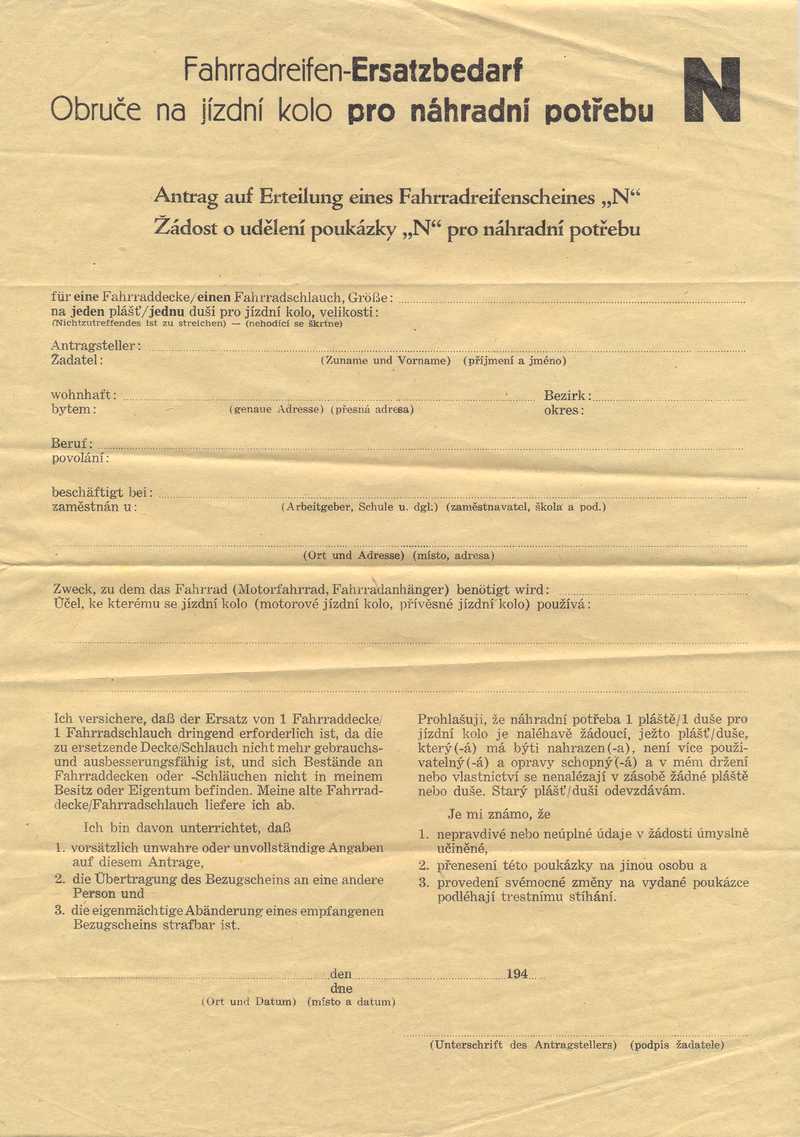 Fahrradreifen-Ersatzbedarf
Obruče na jízdní kolo pro náhradní potřebu
N
Antrag auf Erteilung eines Fahrradreifenscheines „N“
Žádost o udělení poukázky „N“ pro náhradní potřebu
für eine Fahrraddecke/einen Fahrradschlauch, Größe:
na jeden plášť/jednu duši pro jízdní kolo, velikosti:
(Nichtzutreffendes ist zu streichen) — (nehodící se škrtne)
Antragsteller:
Žadatel: (Zuname und Vorname) (příjmení a jméno)
wohnhaft: Bezirk:
bytem: (genaue Adresse) (přesná adresa) okres:
Beruf:
povolání:
beschäftigt bei:
zaměstnán u: (Arbeitgeber, Schule u. dgl.) (zaměstnavatel, škola a pod.)
(Ort und Adresse) (místo, adresa)
Zweck, zu dem das Fahrrad (Motorfahrrad, Fahrradanhänger) benötigt wird:
Účel, ke kterému se jízdní kolo (motorové jízdní kolo, přívěsné jízdní kolo) používá:
Ich versichere, daß der Ersatz von 1 Fahrraddecke/
1 Fahrradschlauch dringend erforderlich ist, da die
zu ersetzende Decke/Schlauch nicht mehr gebrauchs-
und ausbesserungsfähig ist, und sich Bestände an
Fahrraddecken oder -Schläuchen nicht in meinem
Besitz oder Eigentum befinden. Meine alte Fahrrad-
decke/Fahrradschlauch liefere ich ab.
Ich bin davon unterrichtet, daß
1. vorsätzlich unwahre oder unvollständige Angaben
auf diesem Antrage,
2. die Übertragung des Bezugscheins an eine andere
Person und
3. die eigenmächtige Abänderung eines empfangenen
Bezugscheins strafbar ist.
Prohlašuji, že náhradní potřeba 1 pláště/1 duše pro
jízdní kolo je naléhavě žádoucí, ježto plášť/duše,
který(-á) má býti nahrazen(-a), není více použi-
vatelný(-á) a opravy schopný(-á) a v mém držení
nebo vlastnictví se nenalézají v zásobě žádné pláště
nebo duše. Starý plášť/duši odevzdávám.
Je mi známo, že
1. nepravdivé nebo neúplné údaje v žádosti úmyslně
učiněné,
2. přenesení této poukázky na jinou osobu a
3. provedení svémocné změny na vydané poukázce
podléhají trestnímu stíhání.
den 194
dne
(Ort und Datum) (místo a datum)
(Unterschrift des Antragstellers) (podpis žadatele)